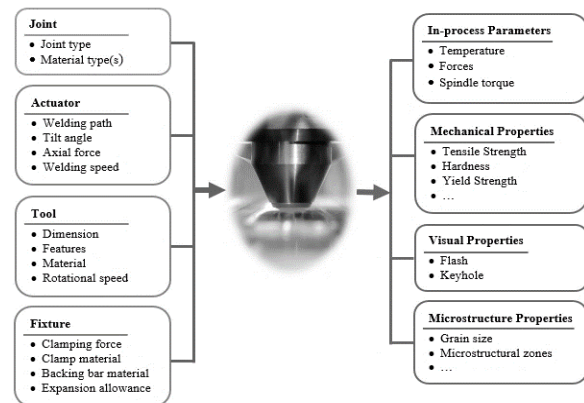 Joint
• Joint type
• Material type(s)
Actuator
• Welding path
• Tilt angle
• Axial force
• Welding speed
Tool
• Dimension
• Features
• Material
• Rotational speed
Fixture
• Clamping force
• Clamp material
• Backing bar material
• Expansion allowance
In-process Parameters
• Temperature
• Forces
• Spindle torque
Mechanical Properties
• Tensile Strength
• Hardness
• Yield Strength
• …
Visual Properties
• Flash
• Keyhole
Microstructure Properties
• Grain size
• Microstructural zones
• …